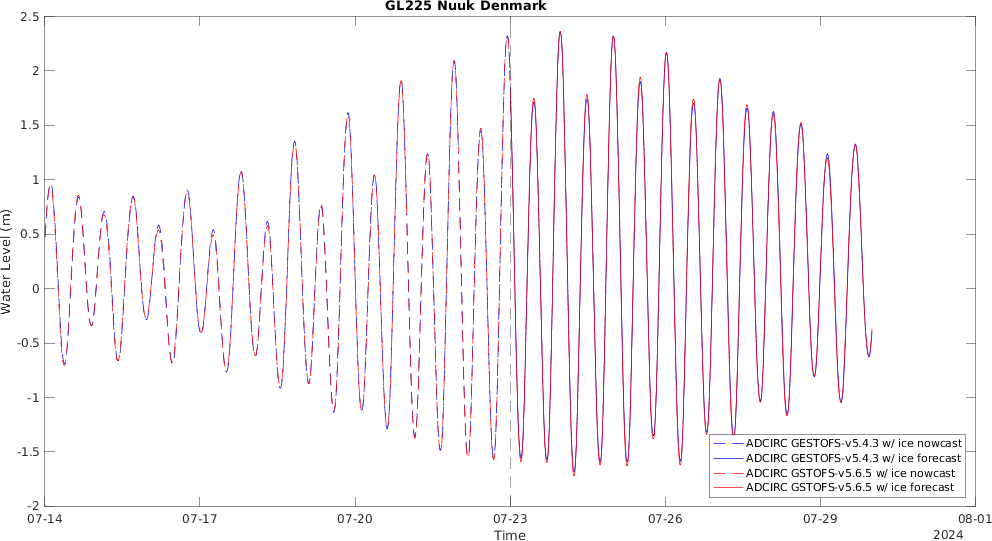 GL225 Nuuk Denmark
2.5
2
1.5
1
0.5
0
-0.5
-1
-1.5
-2
Water Level (m)
07-14 07-17 07-20 07-23 07-26 07-29 08-01
Time
2024
ADCIRC GESTOFS-v5.4.3 w/ ice nowcast
ADCIRC GESTOFS-v5.4.3 w/ ice forecast
ADCIRC GSTOFS-v5.6.5 w/ ice nowcast
ADCIRC GSTOFS-v5.6.5 w/ ice forecast